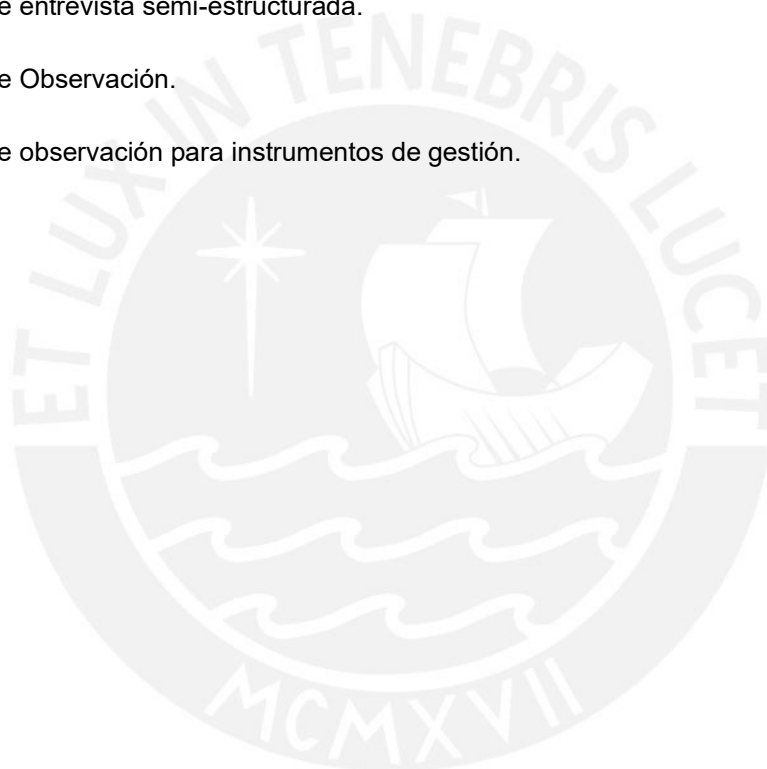 e entrevista semi-estructurada.
e Observación.
e observación para instrumentos de gestión.
ET LUX IN TENEBRIS LUCET
MCMXVII